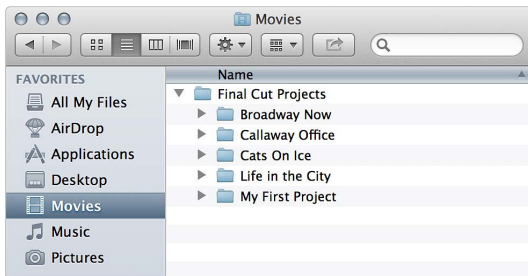 Movies
FAVORITES
All My Files
AirDrop
Applications
Desktop
Movies
Music
Pictures
Name
Final Cut Projects
Broadway Now
Callaway Office
Cats On Ice
Life in the City
My First Project